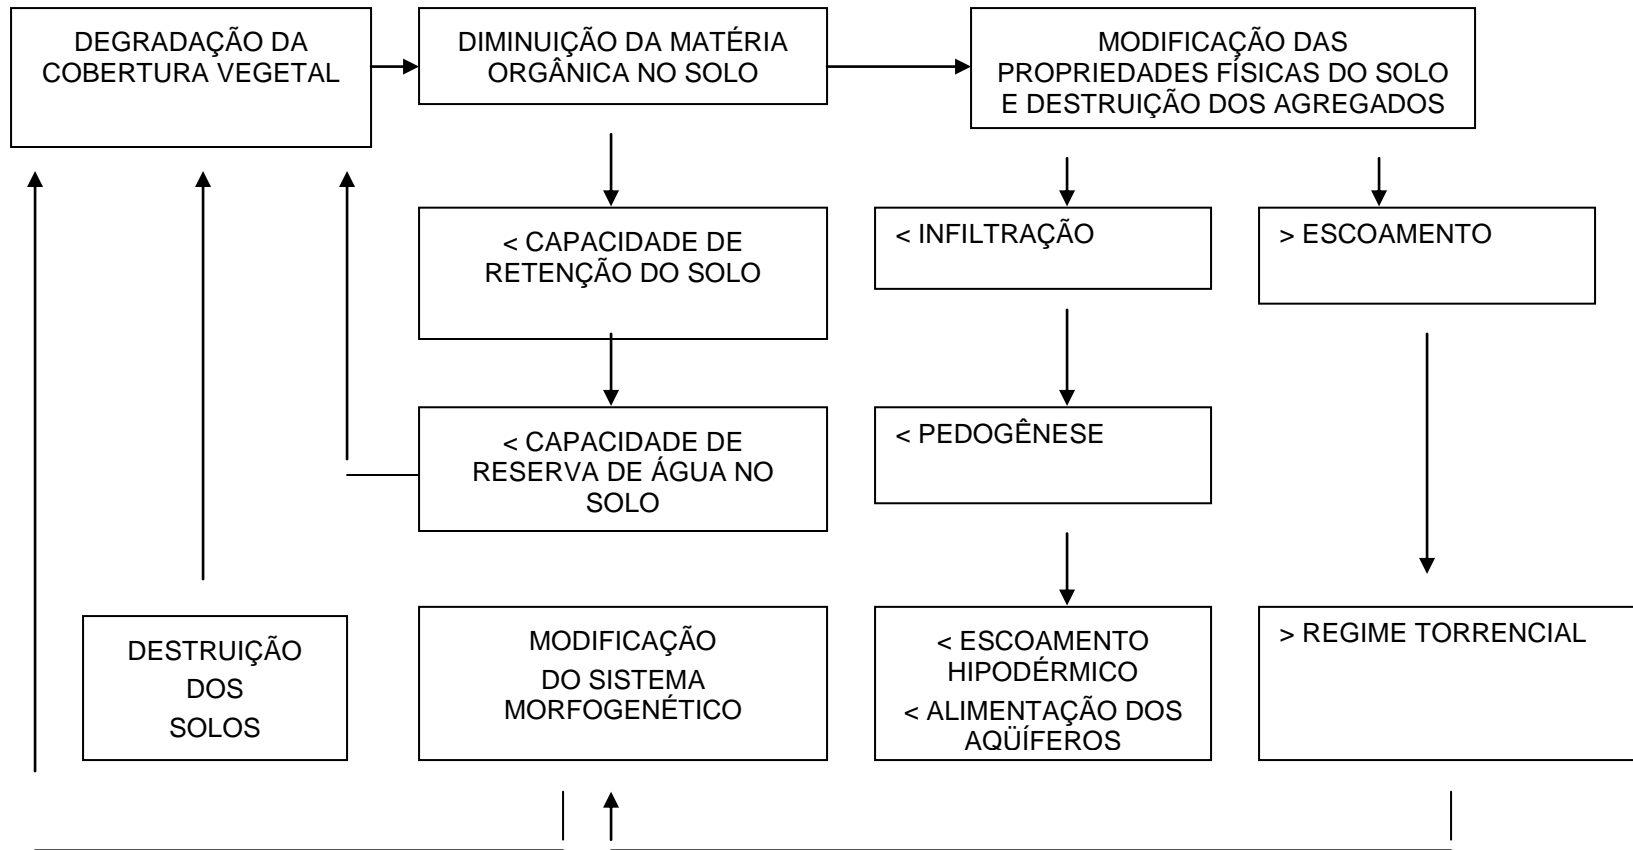 DEGRADAÇÃO DA
COBERTURA VEGETAL
DIMINUIÇÃO DA MATÉRIA
ORGÂNICA NO SOLO
MODIFICAÇÃO DAS
PROPRIEDADES FÍSICAS DO SOLO
E DESTRUIÇÃO DOS AGREGADOS
< CAPACIDADE DE
RETENÇÃO DO SOLO
< INFILTRAÇÃO
> ESCOAMENTO
< CAPACIDADE DE
RESERVA DE ÁGUA NO
SOLO
< PEDOGÊNESE
DESTRUIÇÃO
DOS
SOLOS
MODIFICAÇÃO
DO SISTEMA
MORFOGENÉTICO
< ESCOAMENTO
HIPODÉRMICO
< ALIMENTAÇÃO DOS
AQÜÍFEROS
> REGIME TORRENCIAL